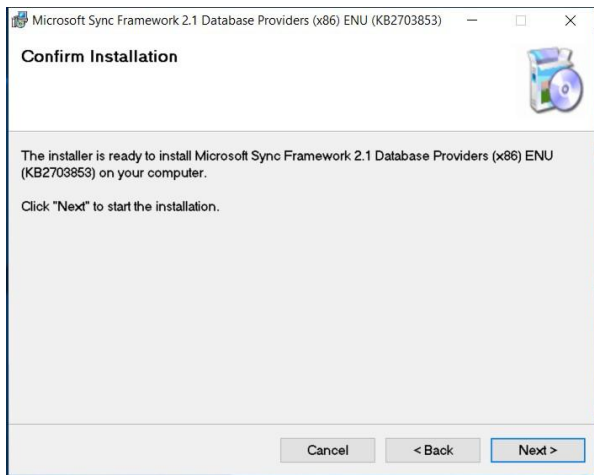 Microsoft Sync Framework 2.1 Database Providers (x86) ENU (KB2703853)
Confirm Installation
The installer is ready to install Microsoft Sync Framework 2.1 Database Providers (x86) ENU
(KB2703853) on your computer.
Click "Next" to start the installation.
Cancel < Back Next >